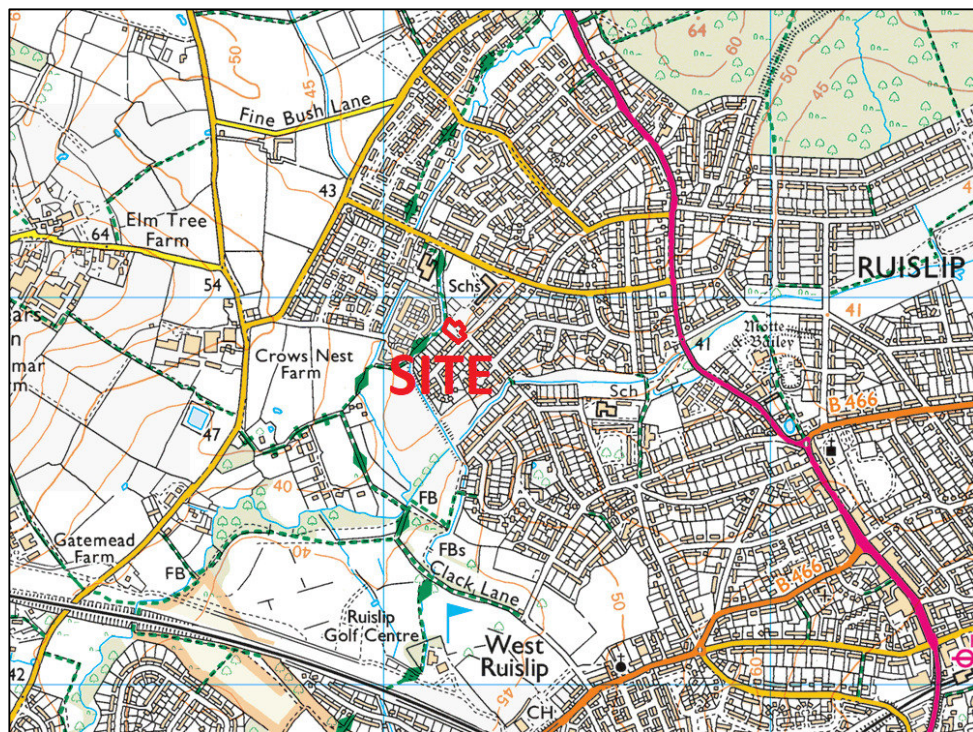 50
64
60
50
45
45
Fine Bush Lane
43
Elm Tree
Farm
64
54
Schs
RUISLIP
41
41
Motte
& Bailey
Crows Nest
Farm
SITE
Sch
B 466
47
40
FB
Gatemead
Farm
FB
40
FBs
Clack Lane
B 466
50
Ruislip
Golf Centre
West
Ruislip
60
42
45
CH